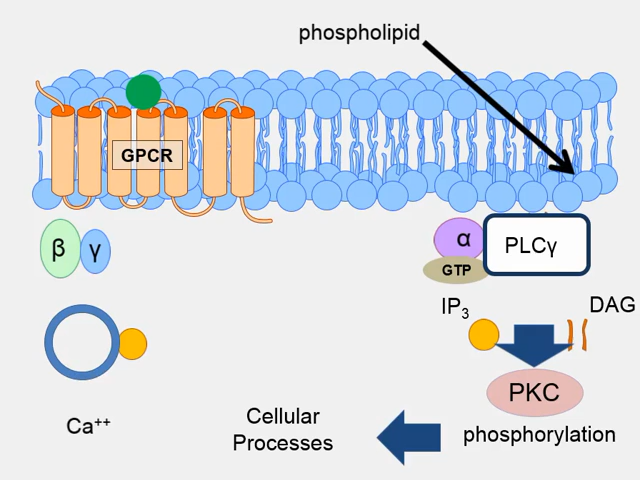 phospholipid
GPCR
β γ
α PLCγ
GTP
IP₃ DAG
PKC
Ca⁺⁺
Cellular
Processes
phosphorylation